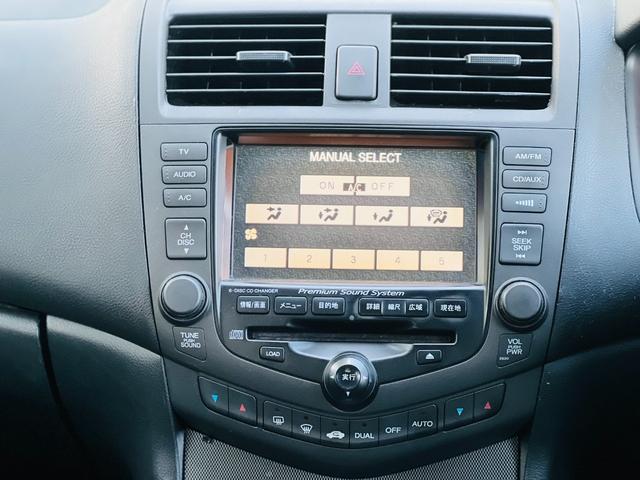 MANUAL SELECT
ON A/C OFF
1 2 3 4 5
TV
AUDIO
A/C
CH DISC
TUNE
PUSH SOUND
AM/FM
CD/AUX
SEEK SKIP
VOL
PUSH
PWR
6-DISC CD CHANGER Premium Sound System
情報/画面 メニュー 目的地 詳細 縮尺 広域 現在地
LOAD
実行
DUAL OFF AUTO